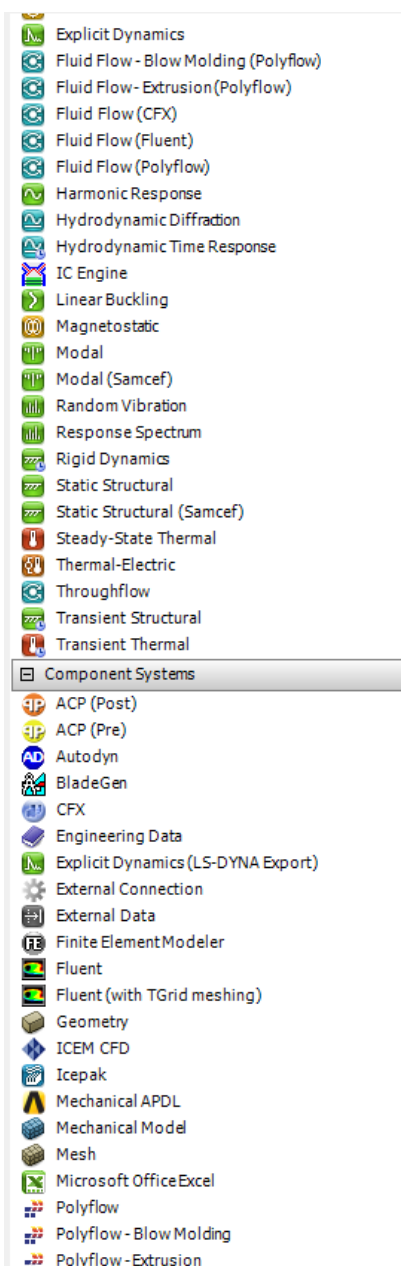 Explicit Dynamics
Fluid Flow - Blow Molding (Polyflow)
Fluid Flow - Extrusion (Polyflow)
Fluid Flow (CFX)
Fluid Flow (Fluent)
Fluid Flow (Polyflow)
Harmonic Response
Hydrodynamic Diffraction
Hydrodynamic Time Response
IC Engine
Linear Buckling
Magnetostatic
Modal
Modal (Samcef)
Random Vibration
Response Spectrum
Rigid Dynamics
Static Structural
Static Structural (Samcef)
Steady-State Thermal
Thermal-Electric
Throughflow
Transient Structural
Transient Thermal
Component Systems
ACP (Post)
ACP (Pre)
AD Autodyn
BladeGen
CFX
Engineering Data
Explicit Dynamics (LS-DYNA Export)
External Connection
External Data
FE Finite Element Modeler
Fluent
Fluent (with TGrid meshing)
Geometry
ICEM CFD
Icepak
Mechanical APDL
Mechanical Model
Mesh
Microsoft Office Excel
Polyflow
Polyflow - Blow Molding
Polyflow - Extrusion